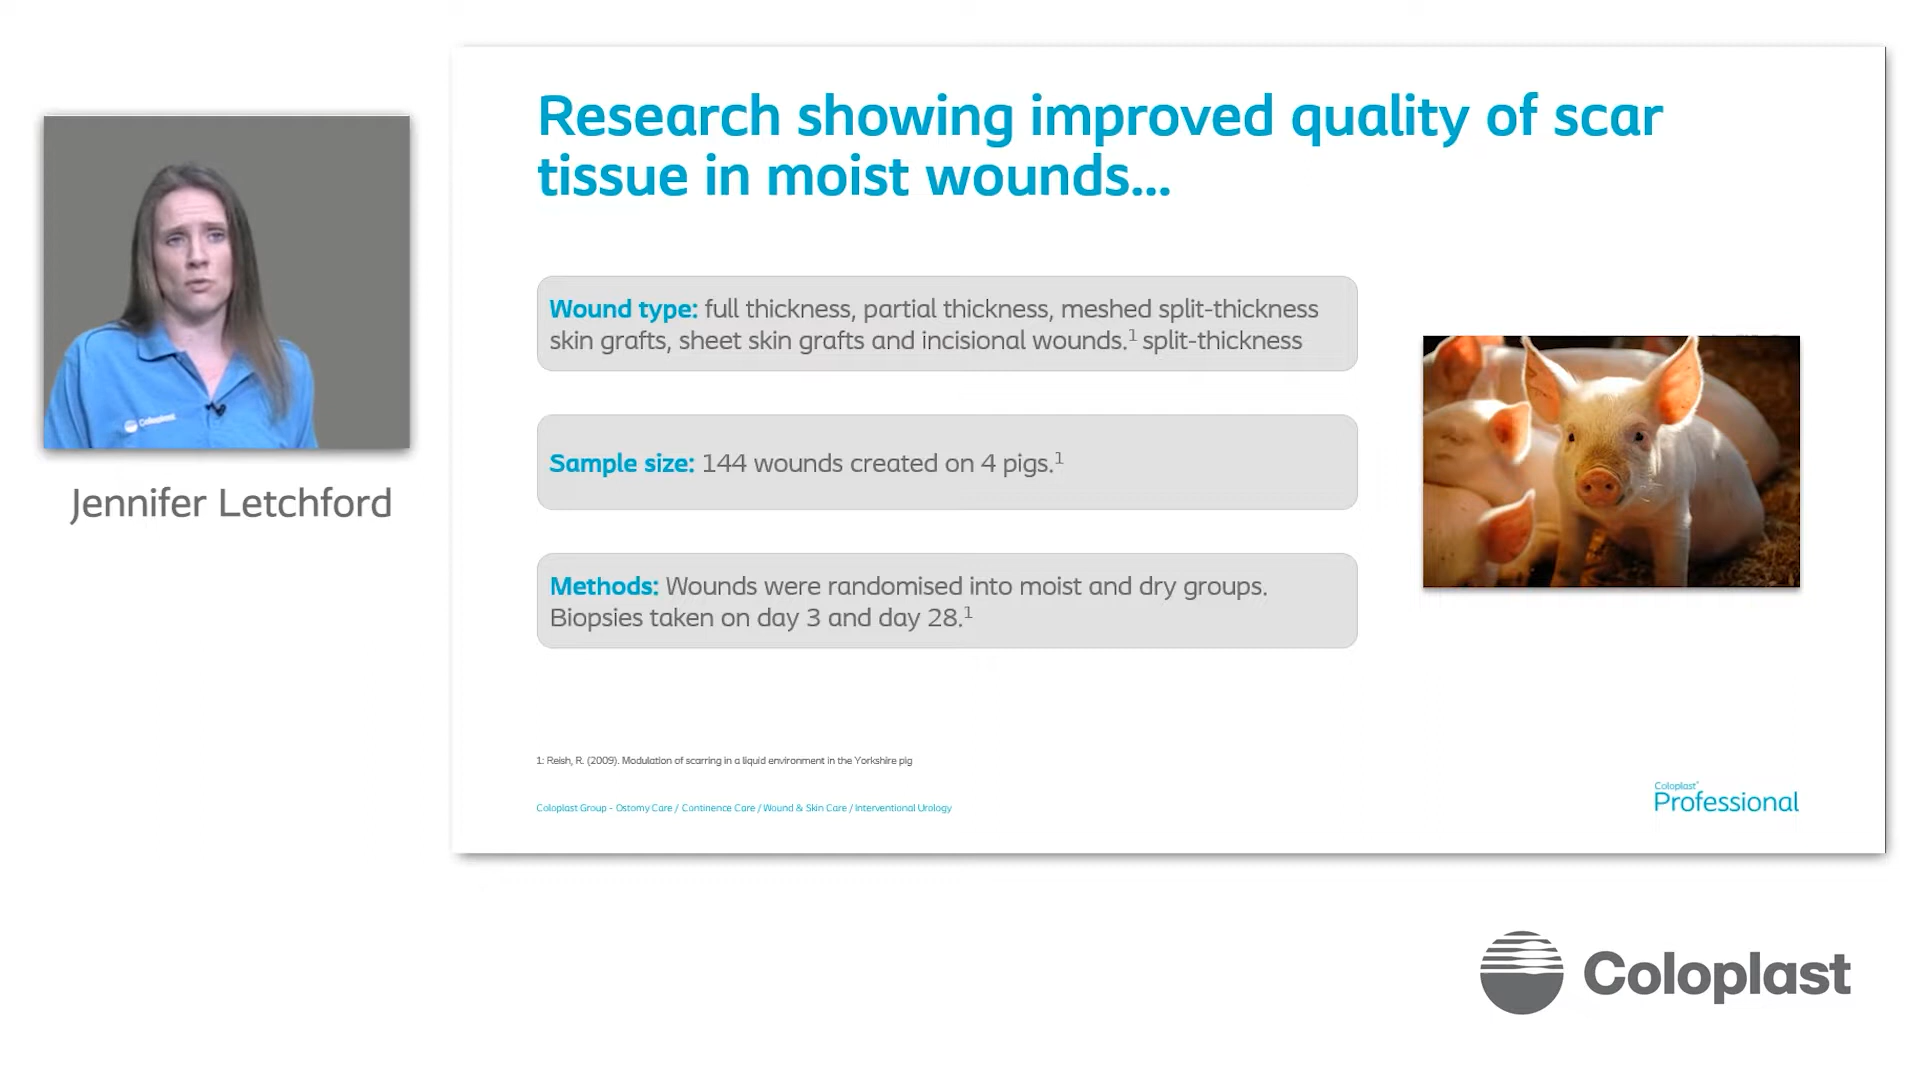 Research showing improved quality of scar
tissue in moist wounds...
Coloplast
Jennifer Letchford
Wound type: full thickness, partial thickness, meshed split-thickness
skin grafts, sheet skin grafts and incisional wounds.¹ split-thickness
Sample size: 144 wounds created on 4 pigs.¹
Methods: Wounds were randomised into moist and dry groups.
Biopsies taken on day 3 and day 28.¹
1: Reish, R. (2009). Modulation of scarring in a liquid environment in the Yorkshire pig
Coloplast Group - Ostomy Care / Continence Care / Wound & Skin Care / Interventional Urology
Coloplast®
Professional
Coloplast